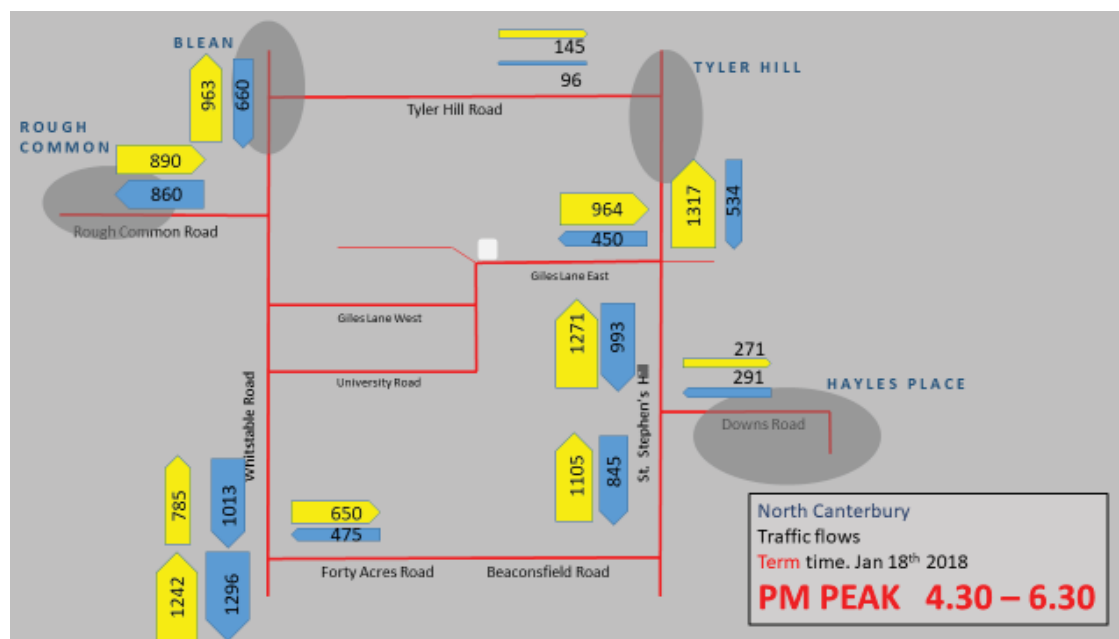 BLEAN
963
660
145
96
TYLER HILL
Tyler Hill Road
ROUGH
COMMON
890
860
Rough Common Road
964
450
1317
534
Giles Lane East
Giles Lane West
1271
993
University Road
271
291
HAYLES PLACE
Downs Road
Whitstable Road
St. Stephen's Hill
1105
845
785
1013
650
475
Forty Acres Road
Beaconsfield Road
1242
1296
North Canterbury
Traffic flows
Term time. Jan 18th 2018
PM PEAK 4.30 – 6.30